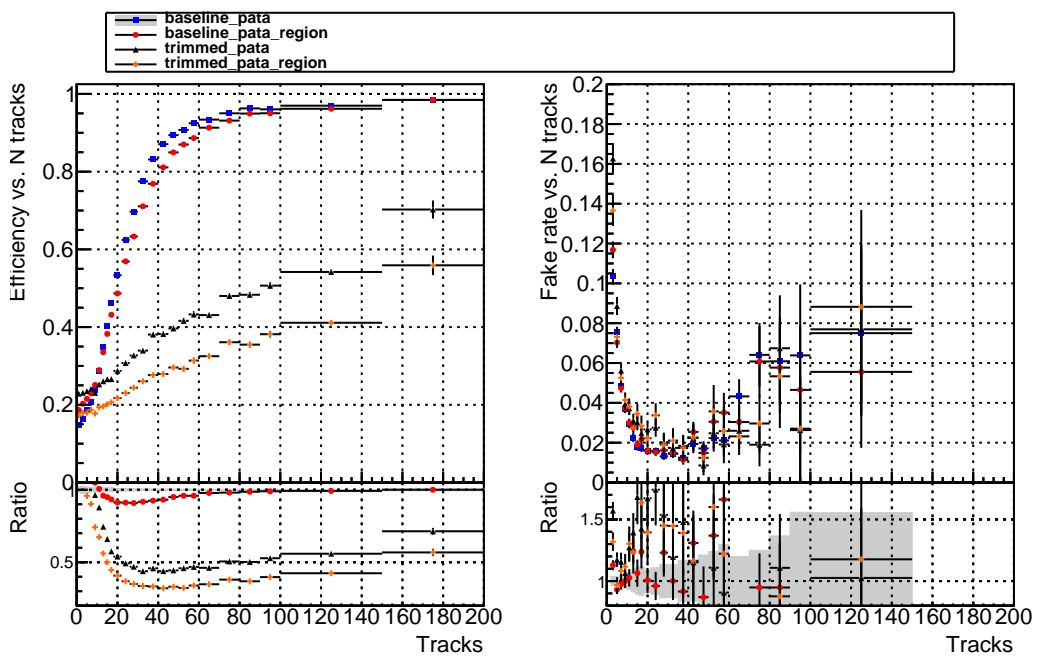 baseline_pata
baseline_pata_region
trimmed_pata
trimmed_pata_region
Efficiency vs. N tracks
1
0.8
0.6
0.4
0.2
0
Ratio
1
0.5
0 20 40 60 80 100 120 140 160 180 200
Tracks
Fake rate vs. N tracks
0.2
0.18
0.16
0.14
0.12
0.1
0.08
0.06
0.04
0.02
0
Ratio
1.5
1
0 20 40 60 80 100 120 140 160 180 200
Tracks